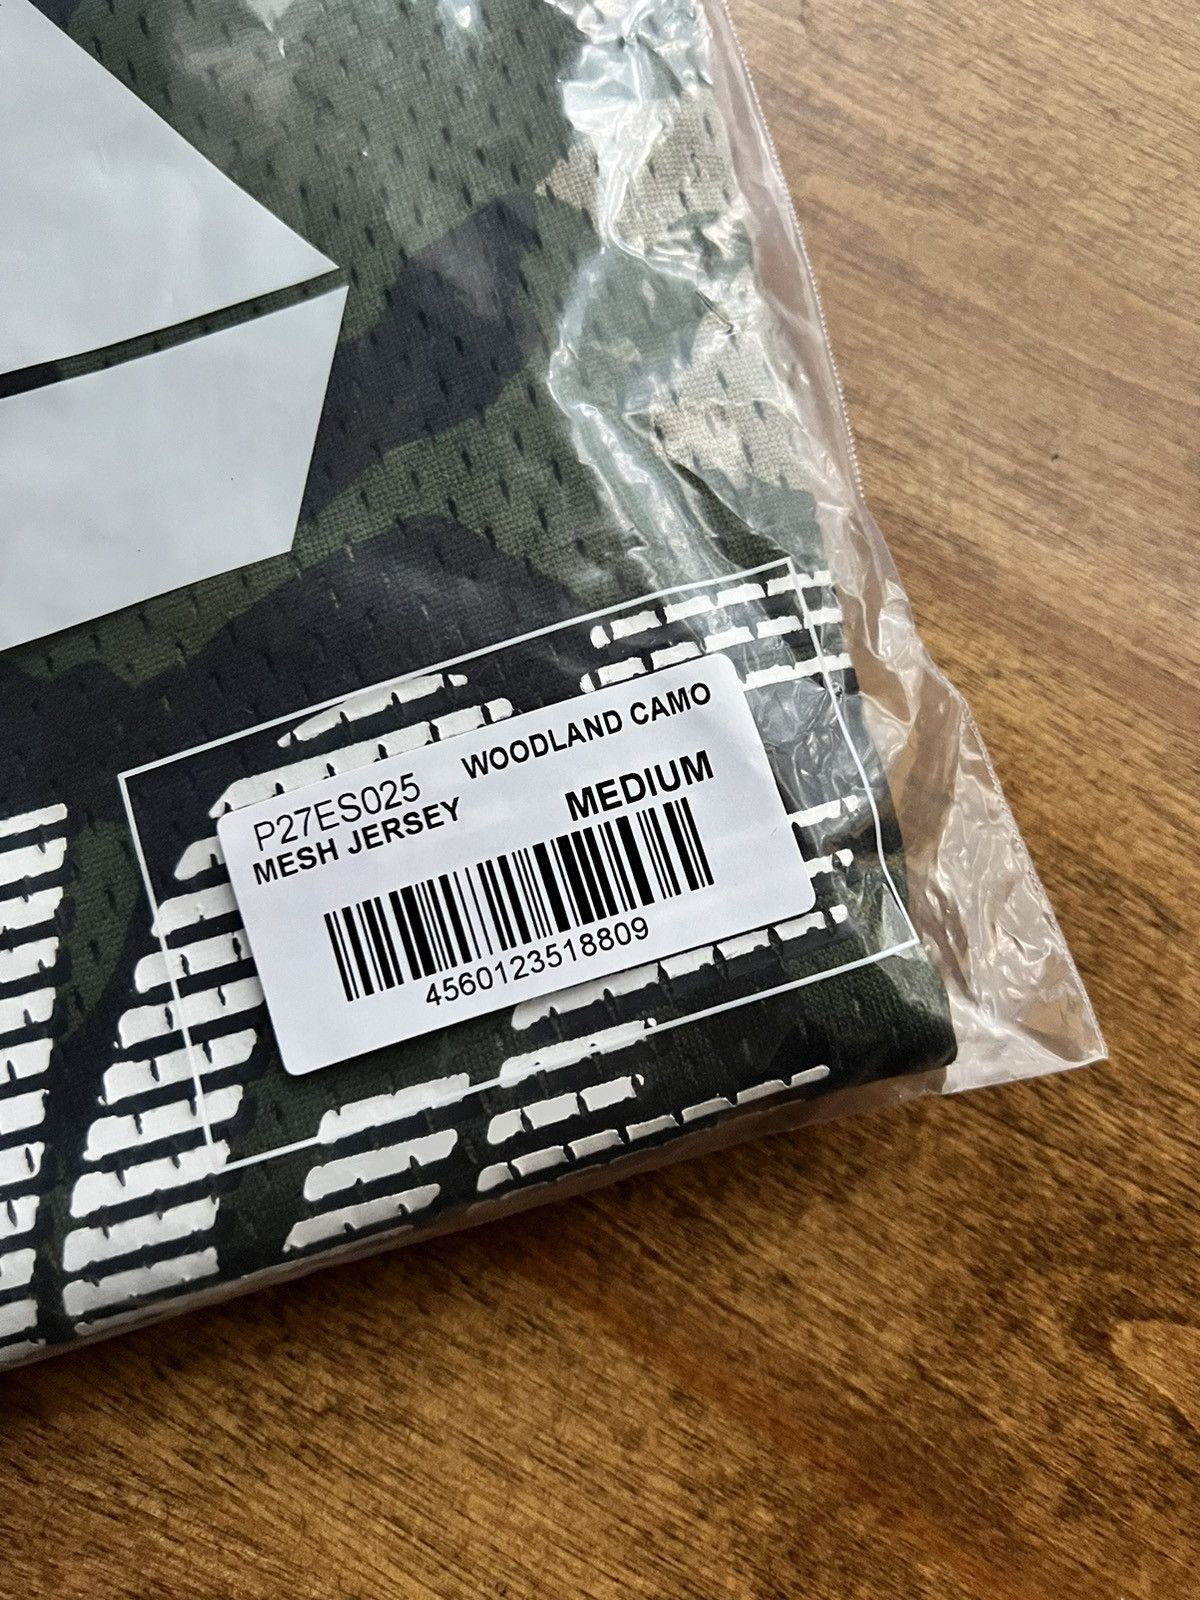 P27ES025 WOODLAND CAMO
MESH JERSEY MEDIUM
4560123518809